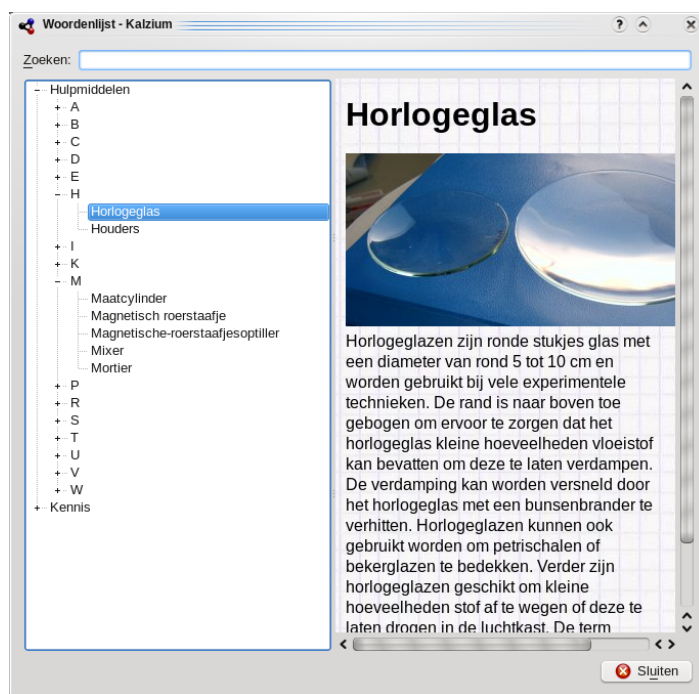 Woordenlijst - Kalzium
Zoeken:
Hulpmiddelen
A
B
C
D
E
H
Horlogeglas
Houders
I
K
M
Maatcylinder
Magnetisch roerstaafje
Magnetische-roerstaafjesoptiller
Mixer
Mortier
P
R
S
T
U
V
W
Kennis
Horlogeglas
Horlogeglazen zijn ronde stukjes glas met
een diameter van rond 5 tot 10 cm en
worden gebruikt bij vele experimentele
technieken. De rand is naar boven toe
gebogen om ervoor te zorgen dat het
horlogeglas kleine hoeveelheden vloeistof
kan bevatten om deze te laten verdampen.
De verdamping kan worden versneld door
het horlogeglas met een bunsenbrander te
verhitten. Horlogeglazen kunnen ook
gebruikt worden om petrischalen of
bekerglazen te bedekken. Verder zijn
horlogeglazen geschikt om kleine
hoeveelheden stof af te wegen of deze te
laten drogen in de luchtkast. De term
Sluiten